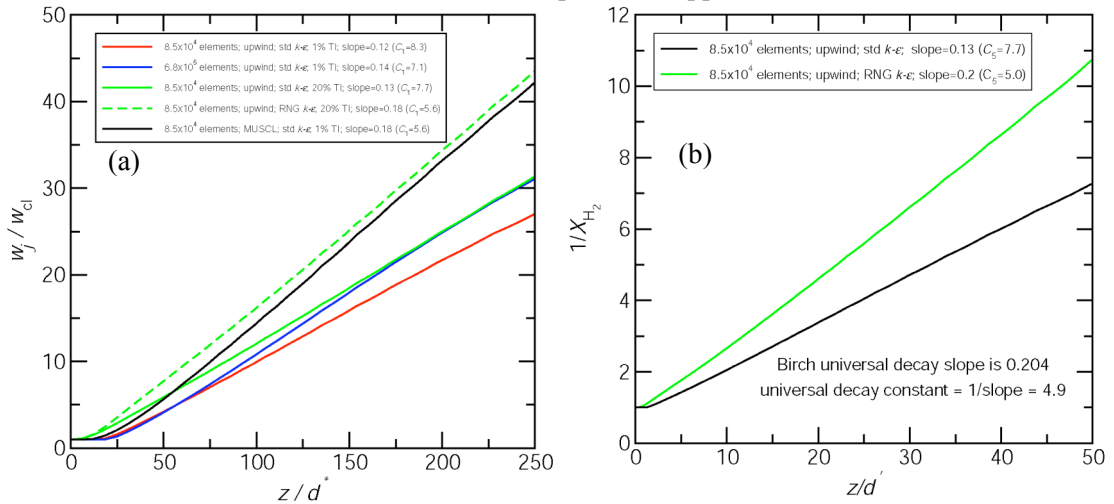 8.5x10⁴ elements; upwind; std k-ε; 1% TI; slope=0.12 (C₁=8.3)
6.8x10⁵ elements; upwind; std k-ε; 1% TI; slope=0.14 (C₁=7.1)
8.5x10⁴ elements; upwind; std k-ε; 20% TI; slope=0.13 (C₁=7.7)
8.5x10⁴ elements; upwind; RNG k-ε; 20% TI; slope=0.18 (C₁=5.6)
8.5x10⁴ elements; MUSCL; std k-ε; 1% TI; slope=0.18 (C₁=5.6)
(a)
50
40
30
20
10
0
w_j / w_cl
0 50 100 150 200 250
z / d*
8.5x10⁴ elements; upwind; std k-ε; slope=0.13 (C₅=7.7)
8.5x10⁴ elements; upwind; RNG k-ε; slope=0.2 (C₅=5.0)
(b)
12
10
8
6
4
2
0
1/X_H₂
Birch universal decay slope is 0.204
universal decay constant = 1/slope = 4.9
0 10 20 30 40 50
z/d′